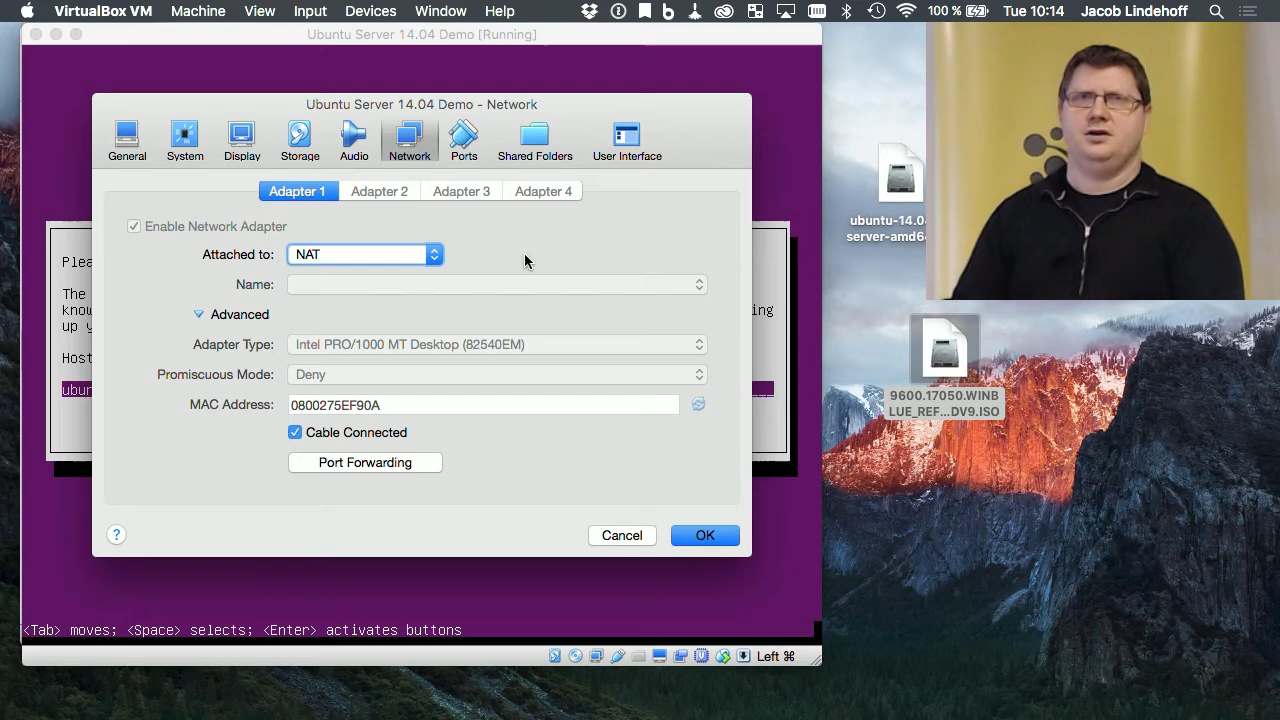 VirtualBox VM Machine View Input Devices Window Help 100 % Tue 10:14 Jacob Lindehoff
Ubuntu Server 14.04 Demo [Running]
Ubuntu Server 14.04 Demo - Network
General System Display Storage Audio Network Ports Shared Folders User Interface
Adapter 1 Adapter 2 Adapter 3 Adapter 4
Enable Network Adapter
Attached to: NAT
Name:
Advanced
Adapter Type: Intel PRO/1000 MT Desktop (82540EM)
Promiscuous Mode: Deny
MAC Address: 0800275EF90A
Cable Connected
Port Forwarding
? Cancel OK
Plea
The
know ing
up y
Host
ubun
<Tab> moves; <Space> selects; <Enter> activates buttons
Left ⌘
ubuntu-14.0
server-amd6
9600.17050.WINB
LUE_REF...DV9.ISO